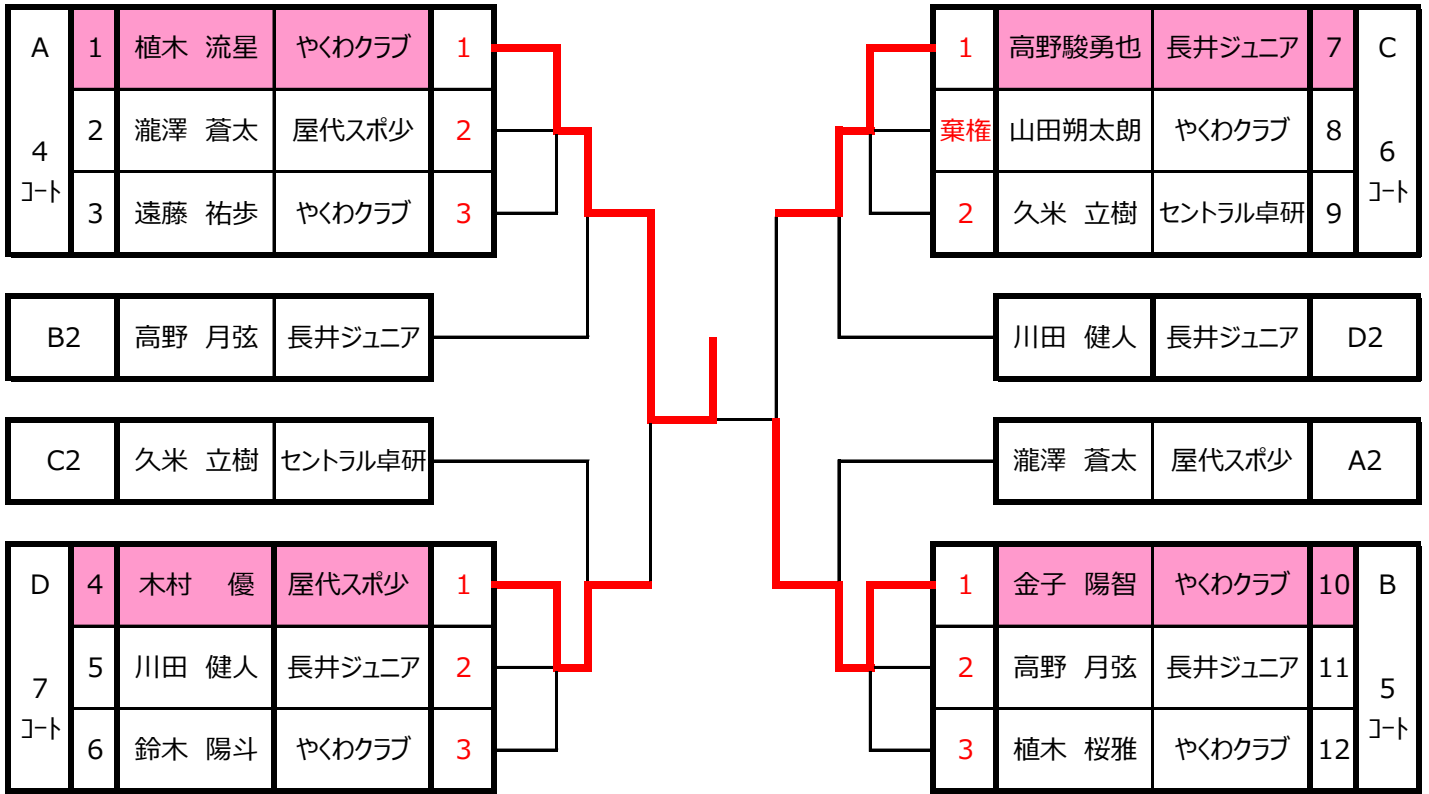 A 4 コート
1 植木 流星 やくわクラブ 1
2 瀧澤 蒼太 屋代スポ少 2
3 遠藤 祐歩 やくわクラブ 3
B2 高野 月弦 長井ジュニア
C2 久米 立樹 セントラル卓研
D 7 コート
4 木村 優 屋代スポ少 1
5 川田 健人 長井ジュニア 2
6 鈴木 陽斗 やくわクラブ 3
1 高野駿勇也 長井ジュニア 7
棄権 山田朔太朗 やくわクラブ 8
2 久米 立樹 セントラル卓研 9
C 6 コート
川田 健人 長井ジュニア D2
瀧澤 蒼太 屋代スポ少 A2
1 金子 陽智 やくわクラブ 10
2 高野 月弦 長井ジュニア 11
3 植木 桜雅 やくわクラブ 12
B 5 コート